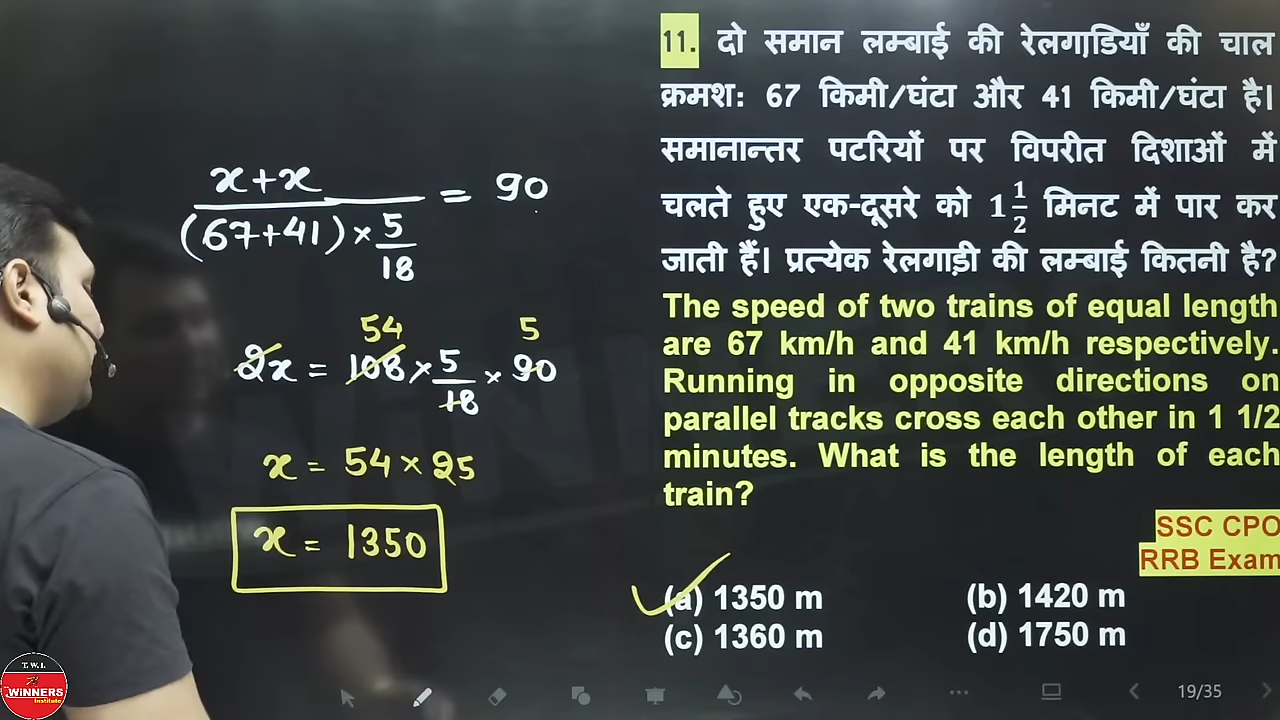 11. दो समान लम्बाई की रेलगाडि़याँ की चाल
क्रमश: 67 किमी/घंटा और 41 किमी/घंटा है।
समानान्तर पटरियों पर विपरीत दिशाओं में
चलते हुए एक-दूसरे को 1 1/2 मिनट में पार कर
जाती हैं। प्रत्येक रेलगाड़ी की लम्बाई कितनी है?
The speed of two trains of equal length
are 67 km/h and 41 km/h respectively.
Running in opposite directions on
parallel tracks cross each other in 1 1/2
minutes. What is the length of each
train?
SSC CPO
RRB Exam
(a) 1350 m
(b) 1420 m
(c) 1360 m
(d) 1750 m
x+x
= 90
(67+41) × 5/18
54 5
2x = 108 × 5/18 × 90
x = 54 × 25
x = 1350
T.W.I.
WINNERS
Institute
19/35